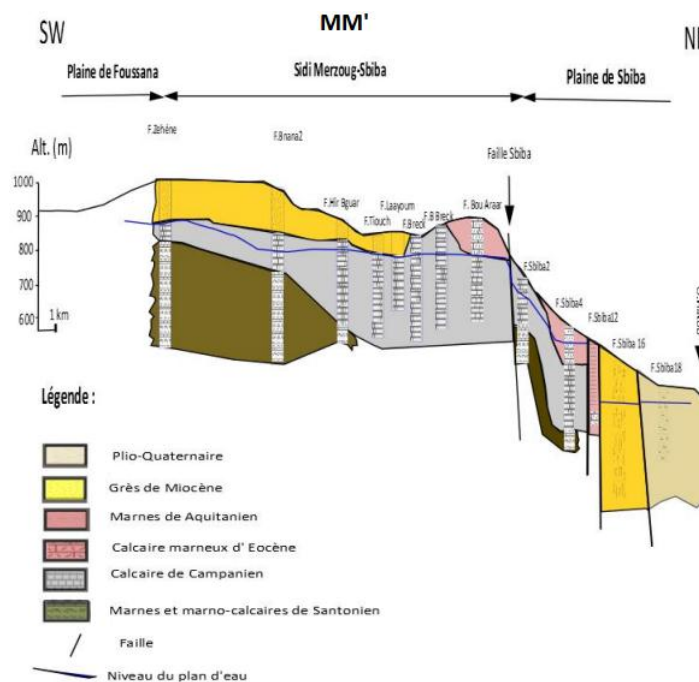 MM'
SW
NE
Plaine de Foussana
Sidi Merzoug-Sbiba
Plaine de Sbiba
F.Zehéne
F.Bnana2
Alt. (m)
Faille Sbiba
1000
900
800
700
600
1 km
F.Hir Bguar
F.Tiouch
F.Laayoum
F.Breck
F.B Breck
F. Bou Araar
F.Sbiba2
F.Sbiba4
F.Sbiba12
F.Sbiba 16
F.Sbiba18
Légende :
Plio-Quaternaire
Grès de Miocène
Marnes de Aquitanien
Calcaire marneux d' Eocène
Calcaire de Campanien
Marnes et marno-calcaires de Santonien
Faille
Niveau du plan d'eau